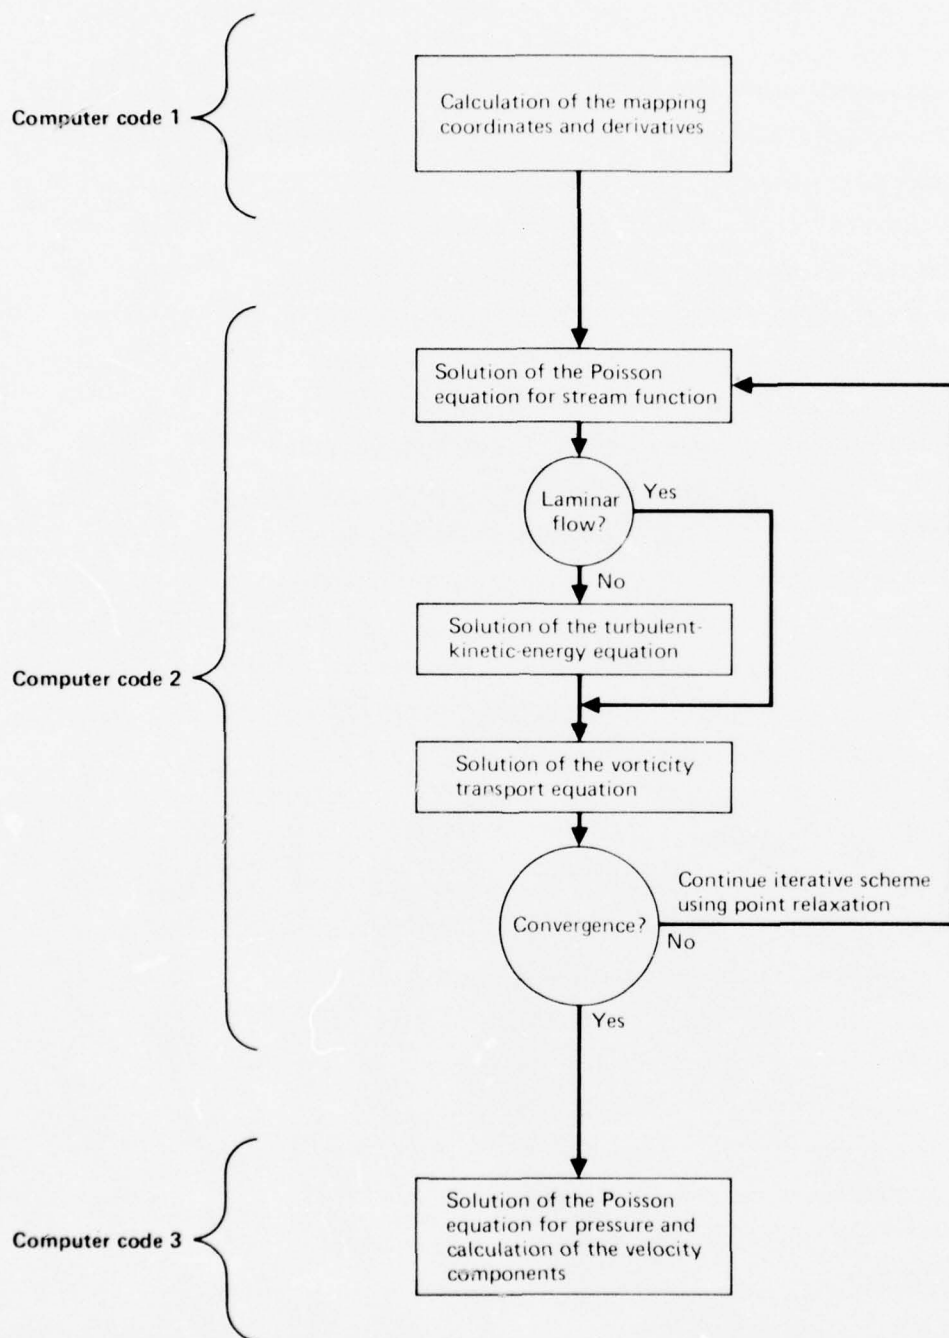 Computer code 1
Calculation of the mapping
coordinates and derivatives
Computer code 2
Solution of the Poisson
equation for stream function
Laminar
flow?
Yes
No
Solution of the turbulent-
kinetic-energy equation
Solution of the vorticity
transport equation
Convergence?
Continue iterative scheme
using point relaxation
No
Yes
Computer code 3
Solution of the Poisson
equation for pressure and
calculation of the velocity
components